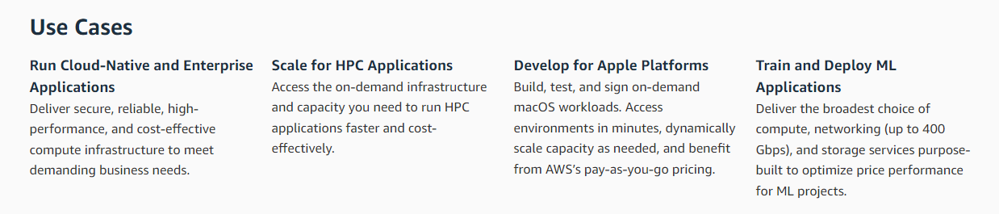 Use Cases
Run Cloud-Native and Enterprise
Applications
Deliver secure, reliable, high-
performance, and cost-effective
compute infrastructure to meet
demanding business needs.
Scale for HPC Applications
Access the on-demand infrastructure
and capacity you need to run HPC
applications faster and cost-
effectively.
Develop for Apple Platforms
Build, test, and sign on-demand
macOS workloads. Access
environments in minutes, dynamically
scale capacity as needed, and benefit
from AWS's pay-as-you-go pricing.
Train and Deploy ML
Applications
Deliver the broadest choice of
compute, networking (up to 400
Gbps), and storage services purpose-
built to optimize price performance
for ML projects.